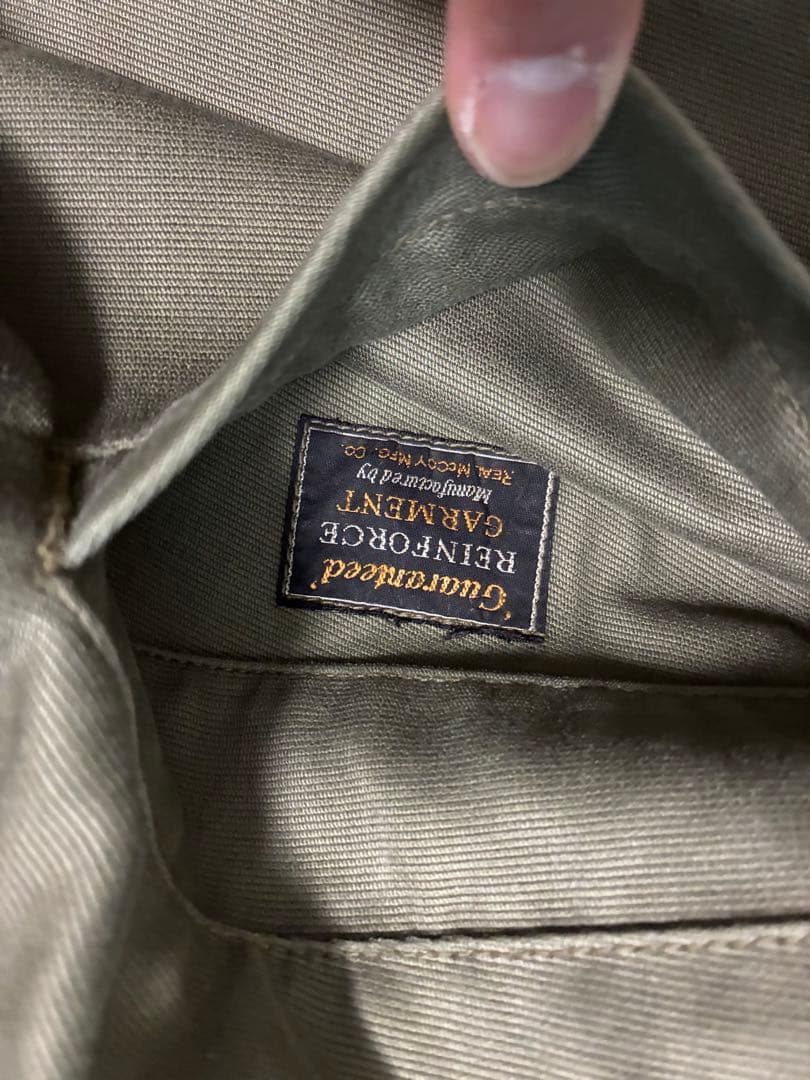 'Guaranteed'
REINFORCE
GARMENT
Manufactured by
REAL McCOY MFG. CO.